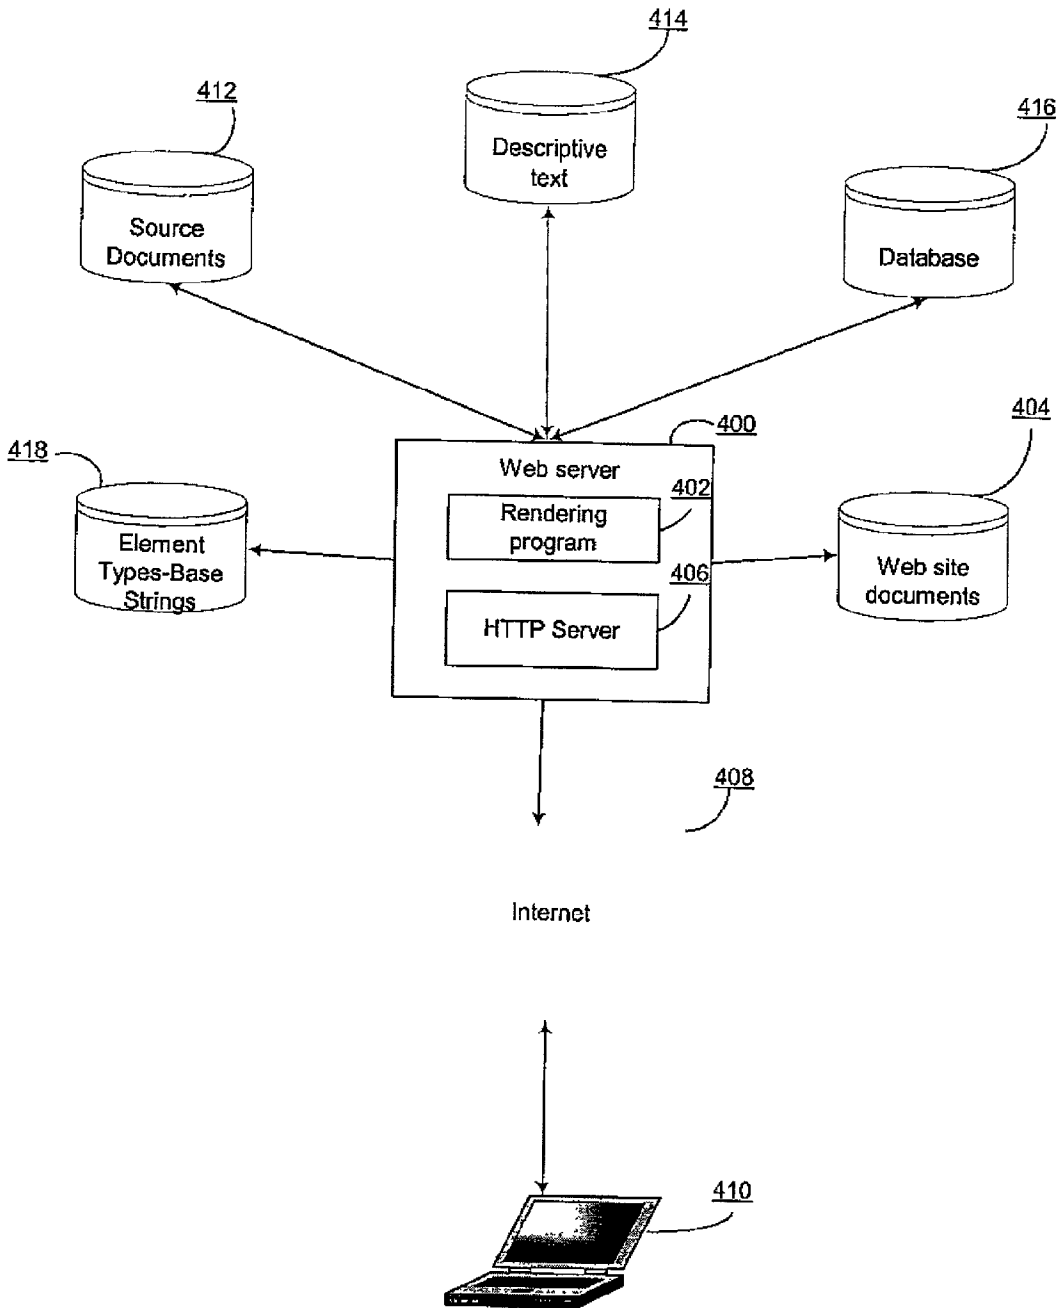 414
412
416
Descriptive
text
Source
Documents
Database
400
404
418
Web server
402
Rendering
program
Element
Types-Base
Strings
406
Web site
documents
HTTP Server
408
Internet
410